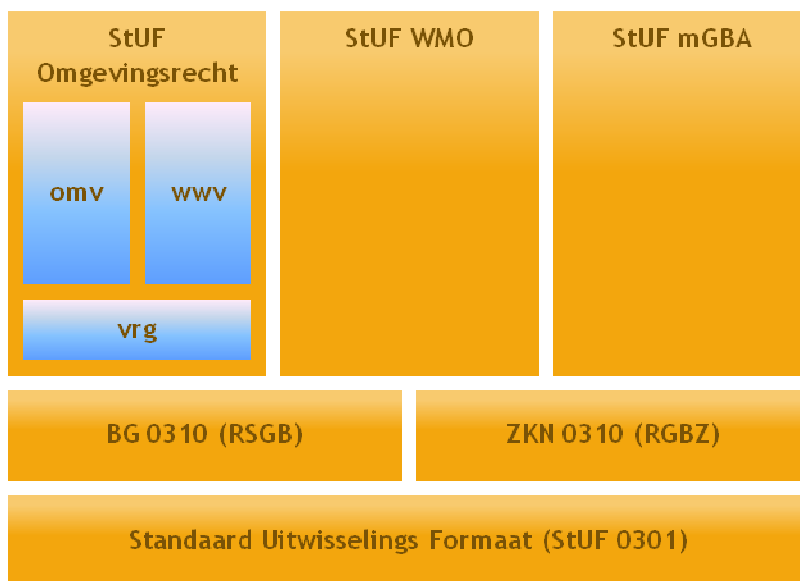 StUF
Omgevingsrecht
StUF WMO
StUF mGBA
omv
wwv
vrg
BG 0310 (RSGB)
ZKN 0310 (RGBZ)
Standaard Uitwisselings Formaat (StUF 0301)